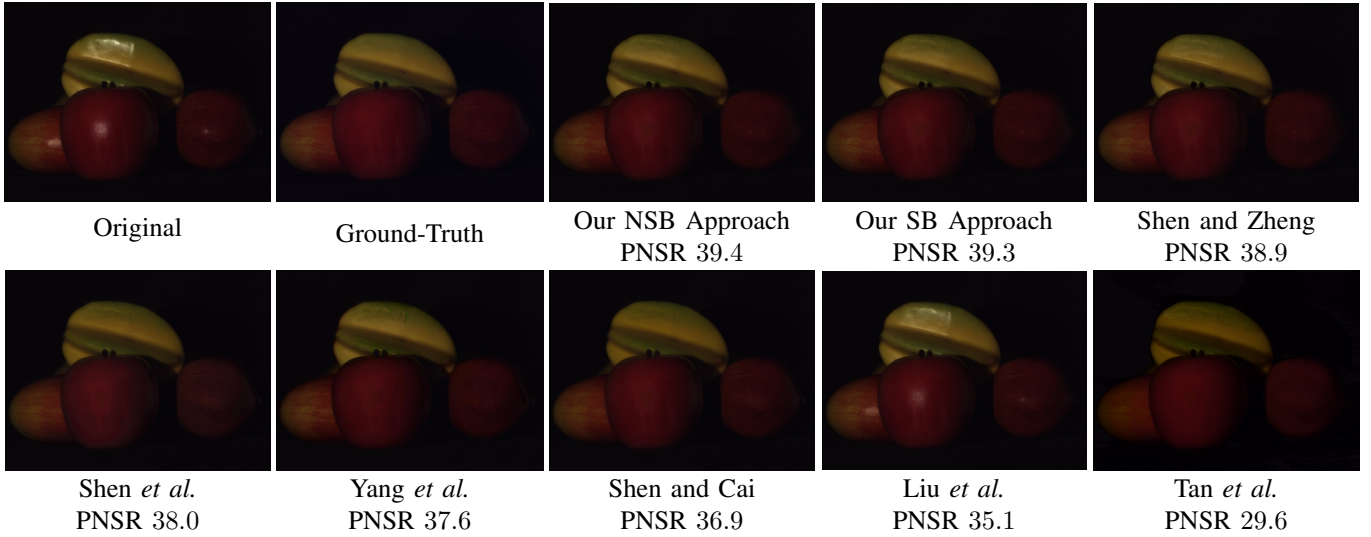 Original
Ground-Truth
Our NSB Approach
PNSR 39.4
Our SB Approach
PNSR 39.3
Shen and Zheng
PNSR 38.9
Shen et al.
PNSR 38.0
Yang et al.
PNSR 37.6
Shen and Cai
PNSR 36.9
Liu et al.
PNSR 35.1
Tan et al.
PNSR 29.6